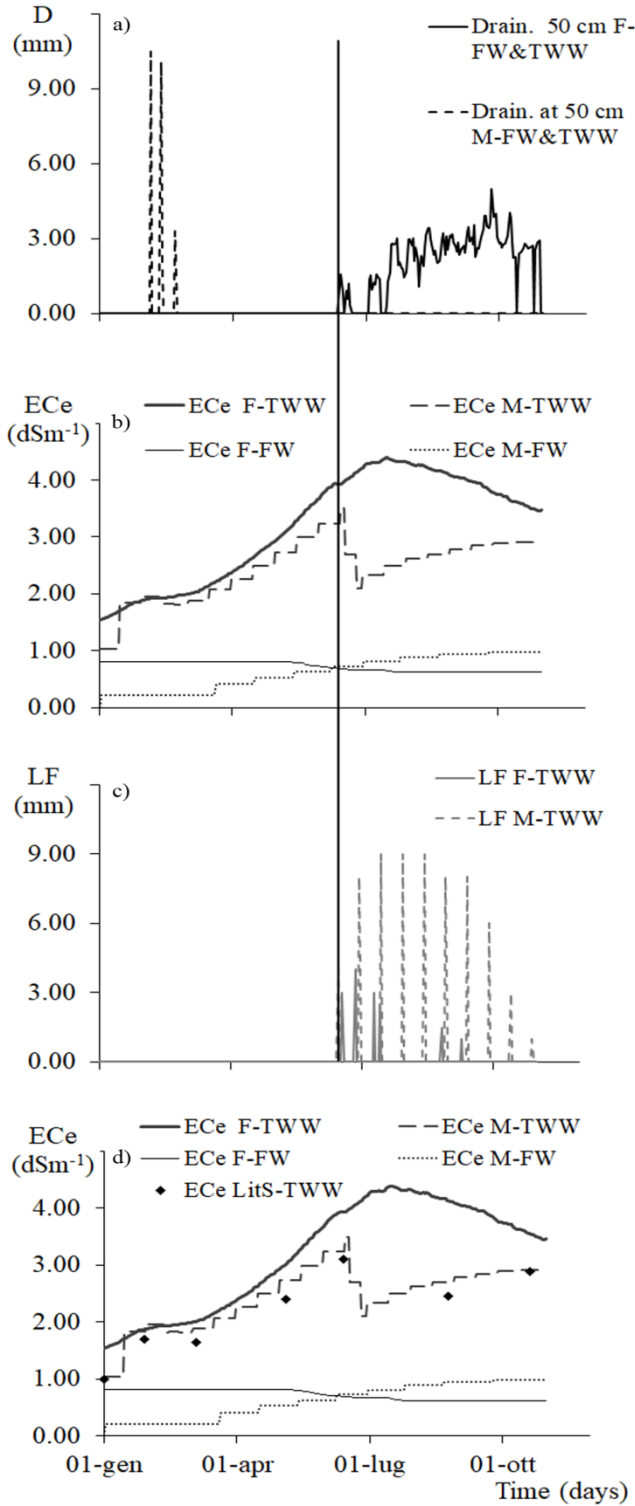 D
(mm)
a)
Drain. 50 cm F-
FW&TWW
Drain. at 50 cm
M-FW&TWW
9.00
6.00
3.00
0.00
ECe
(dSm-1)
b)
ECe F-TWW
ECe M-TWW
ECe F-FW
ECe M-FW
4.00
3.00
2.00
1.00
0.00
LF
(mm)
c)
LF F-TWW
LF M-TWW
9.00
6.00
3.00
0.00
ECe
(dSm-1)
d)
ECe F-TWW
ECe M-TWW
ECe F-FW
ECe M-FW
ECe LitS-TWW
4.00
3.00
2.00
1.00
0.00
01-gen
01-apr
01-lug
01-ott
Time (days)